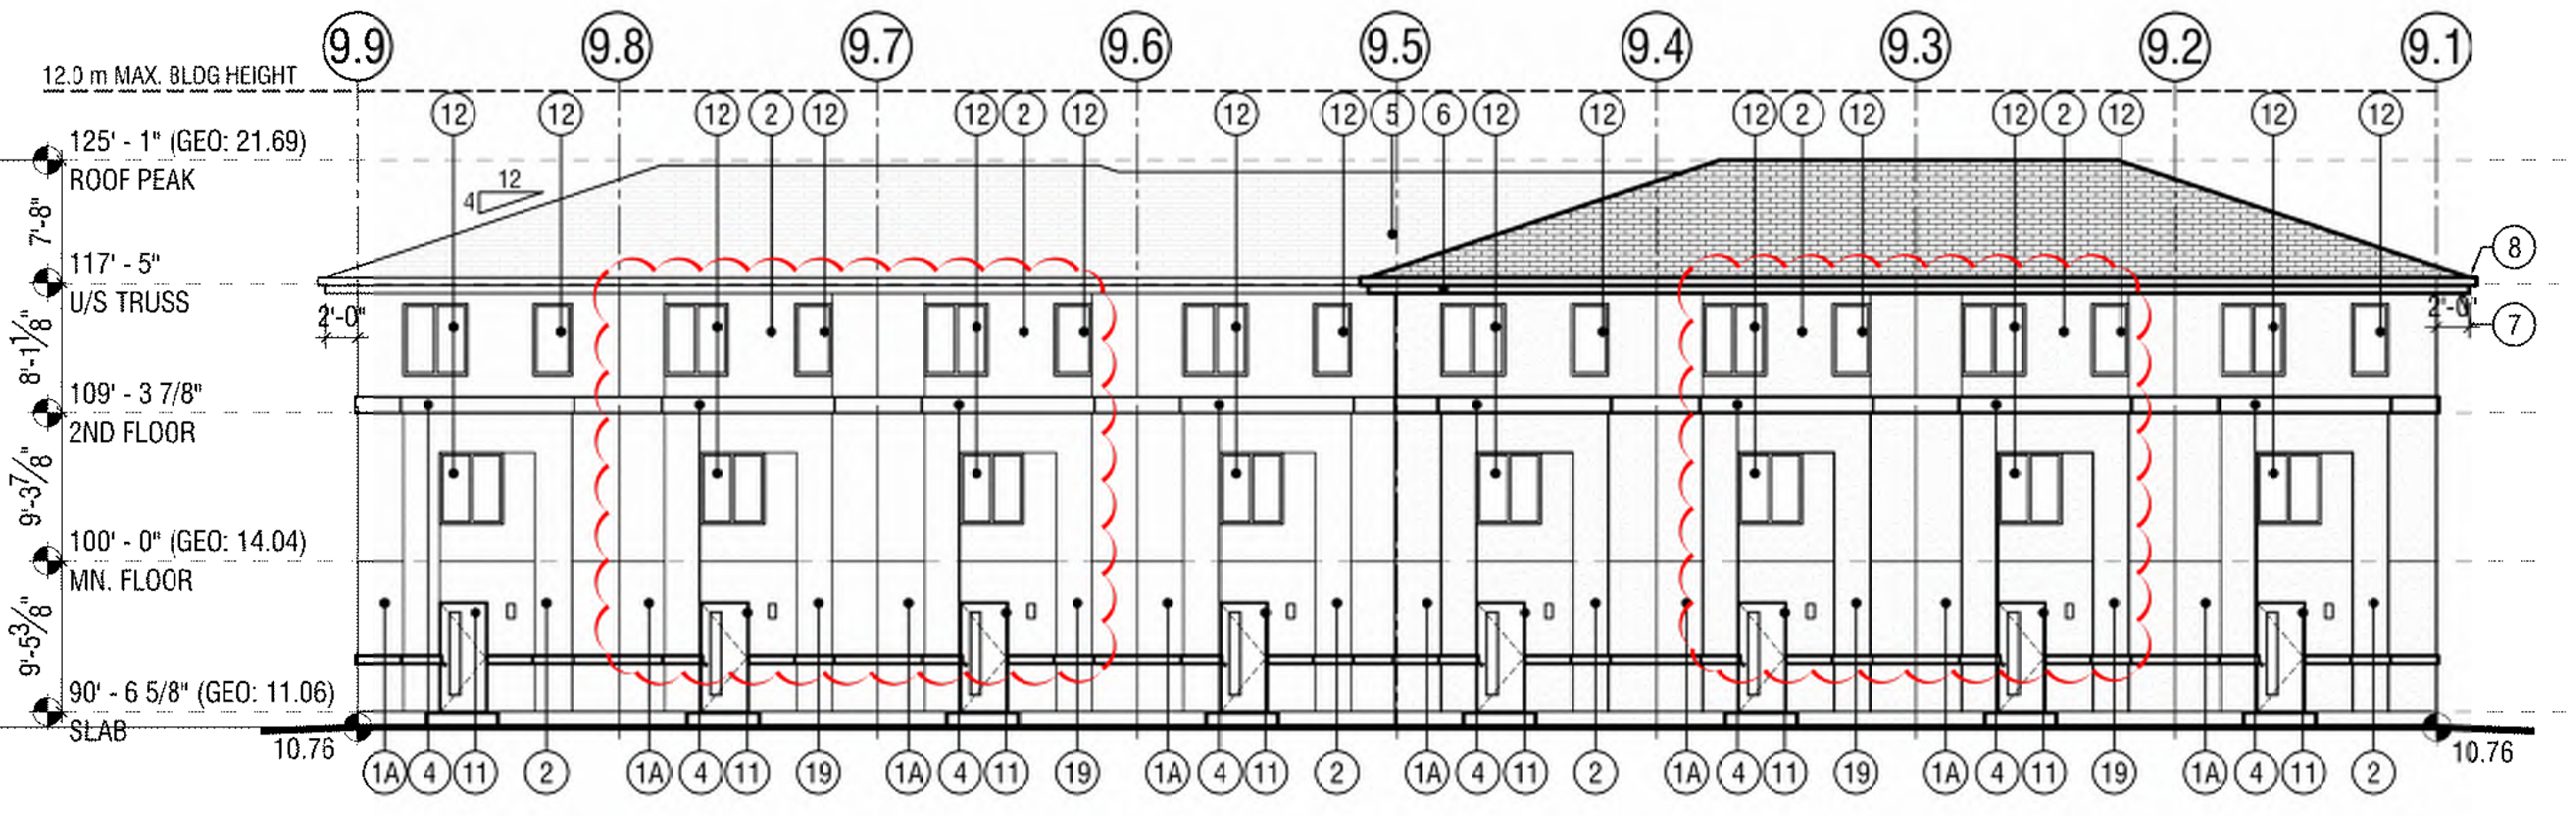 9.9 9.8 9.7 9.6 9.5 9.4 9.3 9.2 9.1
12.0 m MAX. BLDG HEIGHT
12 12 12 2 12 12 2 12 12 12 5 6 12 12 12 2 12 12 2 12 12 12
125' - 1" (GEO: 21.69)
ROOF PEAK
12
4
7'-8"
117' - 5"
U/S TRUSS
8
2'-0"
2'-0"
7
8'-1 1/8"
109' - 3 7/8"
2ND FLOOR
9'-3 7/8"
100' - 0" (GEO: 14.04)
MN. FLOOR
9'-5 3/8"
90' - 6 5/8" (GEO: 11.06)
SLAB
10.76
10.76
1A 4 11 2 1A 4 11 19 1A 4 11 19 1A 4 11 2 1A 4 11 2 1A 4 11 19 1A 4 11 19 1A 4 11 2